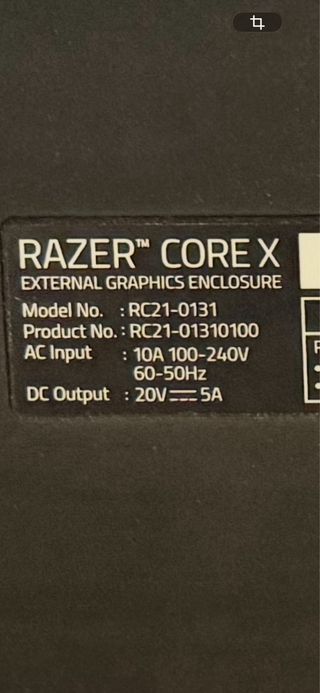 RAZER™ CORE X
EXTERNAL GRAPHICS ENCLOSURE
Model No. : RC21-0131
Product No. : RC21-01310100
AC Input : 10A 100-240V
60-50Hz
DC Output : 20V⎓5A